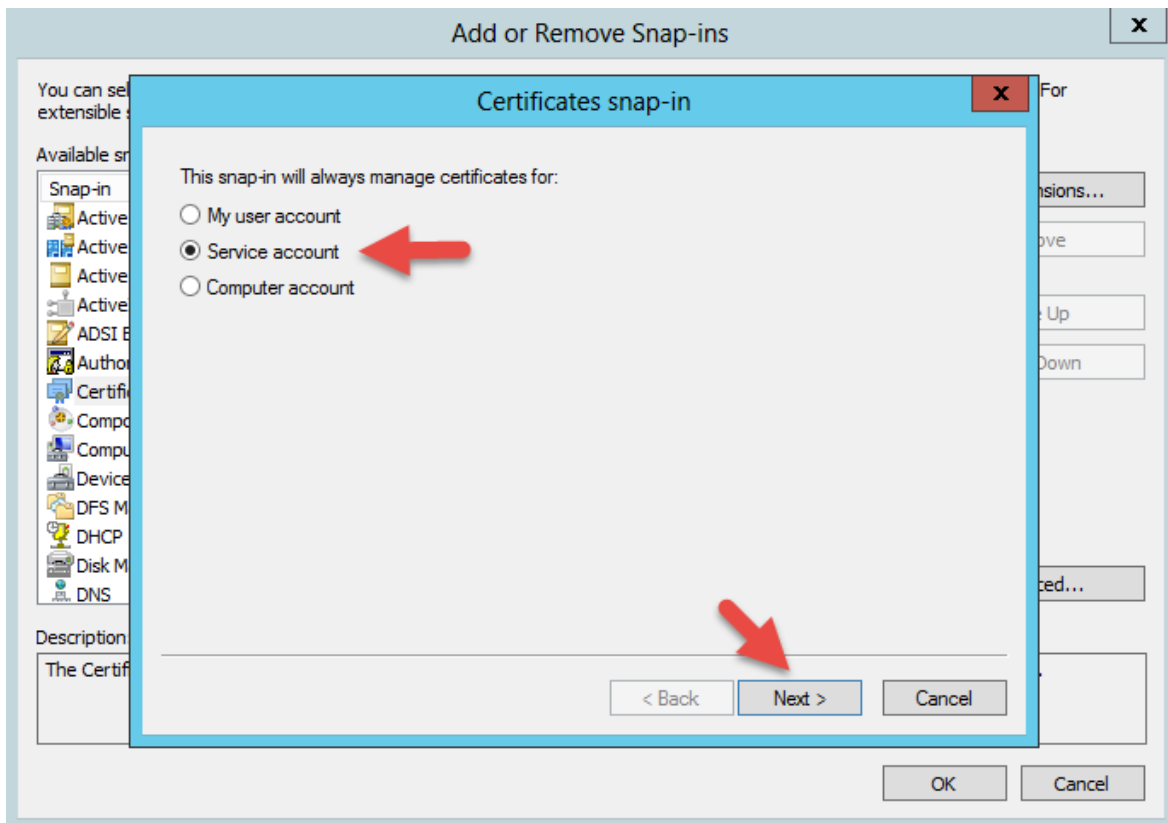 Add or Remove Snap-ins
x
You can sel
For
extensible
Certificates snap-in
x
Available sn
Snap-in
Active
Active
Active
Active
ADSI E
Author
Certifi
Compo
Compu
Device
DFS M
DHCP
Disk M
DNS
This snap-in will always manage certificates for:
My user account
Service account
Computer account
nsions...
ove
e Up
Down
ced...
Description:
The Certif
< Back
Next >
Cancel
OK
Cancel